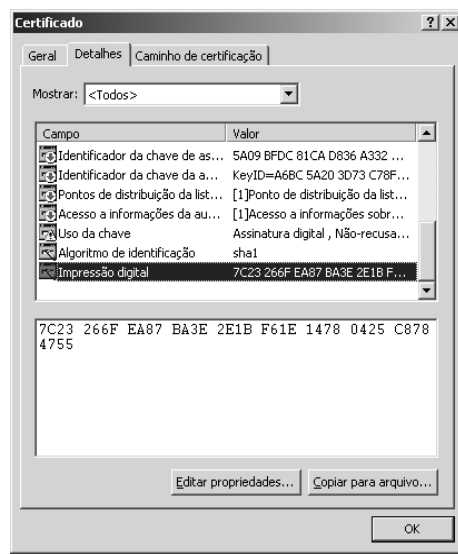 Certificado
Geral Detalhes Caminho de certificação
Mostrar: <Todos>
Campo Valor
Identificador da chave de as... 5A09 BFDC 81CA D836 A332 ...
Identificador da chave de a... KeyID=A6BC 5A20 3D73 C78F...
Pontos de distribuição da list... [1]Ponto de distribuição da list...
Acesso a informações da au... [1]Acesso a informações sobr...
Uso da chave Assinatura digital , Não-recusa...
Algoritmo de identificação sha1
Impressão digital 7C23 266F EA87 BA3E 2E1B F...
7C23 266F EA87 BA3E 2E1B F61E 1478 0425 C878
4755
Editar propriedades... Copiar para arquivo...
OK